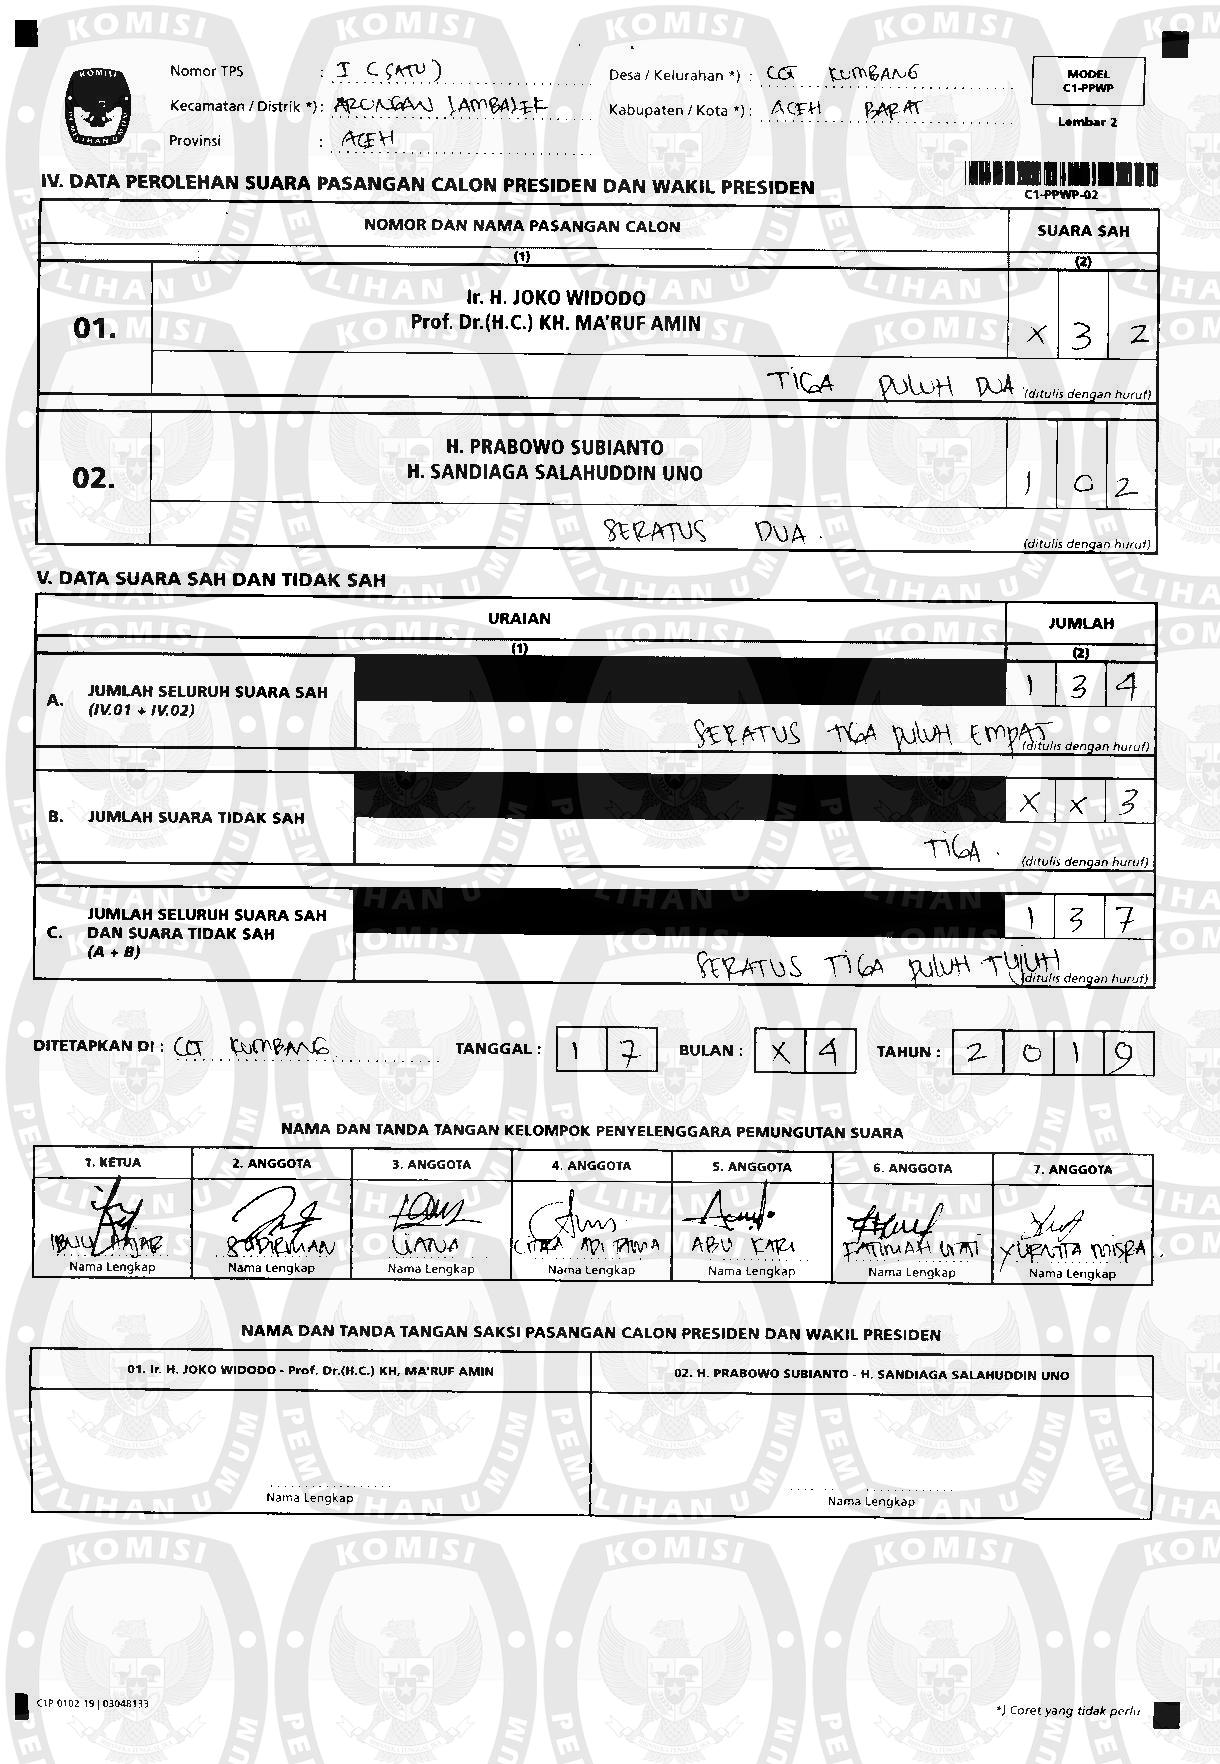 Nomor TPS : I (SATU)
Desa / Kelurahan *) : COT KUMBANG
MODEL
C1-PPWP
Kecamatan / Distrik *) : ARONGAN LAMBALEK
Kabupaten / Kota *) : ACEH BARAT
Lembar 2
Provinsi : ACEH
IV. DATA PEROLEHAN SUARA PASANGAN CALON PRESIDEN DAN WAKIL PRESIDEN
C1-PPWP-02
NOMOR DAN NAMA PASANGAN CALON
SUARA SAH
(1)
(2)
01.
Ir. H. JOKO WIDODO
Prof. Dr.(H.C.) KH. MA'RUF AMIN
X 3 2
TIGA PULUH DUA (ditulis dengan huruf)
02.
H. PRABOWO SUBIANTO
H. SANDIAGA SALAHUDDIN UNO
1 0 2
SERATUS DUA.
(ditulis dengan huruf)
V. DATA SUARA SAH DAN TIDAK SAH
URAIAN
JUMLAH
(1)
(2)
A. JUMLAH SELURUH SUARA SAH
(IV.01 + IV.02)
1 3 4
SERATUS TIGA PULUH EMPAT
(ditulis dengan huruf)
B. JUMLAH SUARA TIDAK SAH
X X 3
TIGA.
(ditulis dengan huruf)
JUMLAH SELURUH SUARA SAH
C. DAN SUARA TIDAK SAH
(A + B)
1 3 7
SERATUS TIGA PULUH TUJUH
(ditulis dengan huruf)
DITETAPKAN DI : COT KUMBANG TANGGAL : 1 7 BULAN : X 4 TAHUN : 2 0 1 9
NAMA DAN TANDA TANGAN KELOMPOK PENYELENGGARA PEMUNGUTAN SUARA
1. KETUA 2. ANGGOTA 3. ANGGOTA 4. ANGGOTA 5. ANGGOTA 6. ANGGOTA 7. ANGGOTA
IBNU HAJAR SUDIRMAN LIANA CITRA ADI TAMA ABU KARI FATIMAH WATI YURNITA MISRA
Nama Lengkap Nama Lengkap Nama Lengkap Nama Lengkap Nama Lengkap Nama Lengkap Nama Lengkap
NAMA DAN TANDA TANGAN SAKSI PASANGAN CALON PRESIDEN DAN WAKIL PRESIDEN
01. Ir. H. JOKO WIDODO - Prof. Dr.(H.C.) KH. MA'RUF AMIN
02. H. PRABOWO SUBIANTO - H. SANDIAGA SALAHUDDIN UNO
Nama Lengkap
Nama Lengkap
C1P 0102 19 | 03048133
*) Coret yang tidak perlu